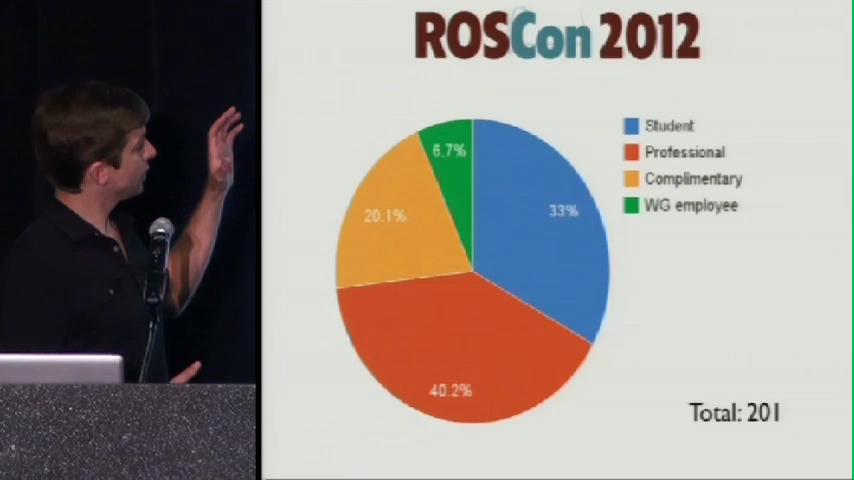 ROSCon 2012
Student
Professional
Complimentary
WG employee
6.7%
33%
20.1%
40.2%
Total: 201